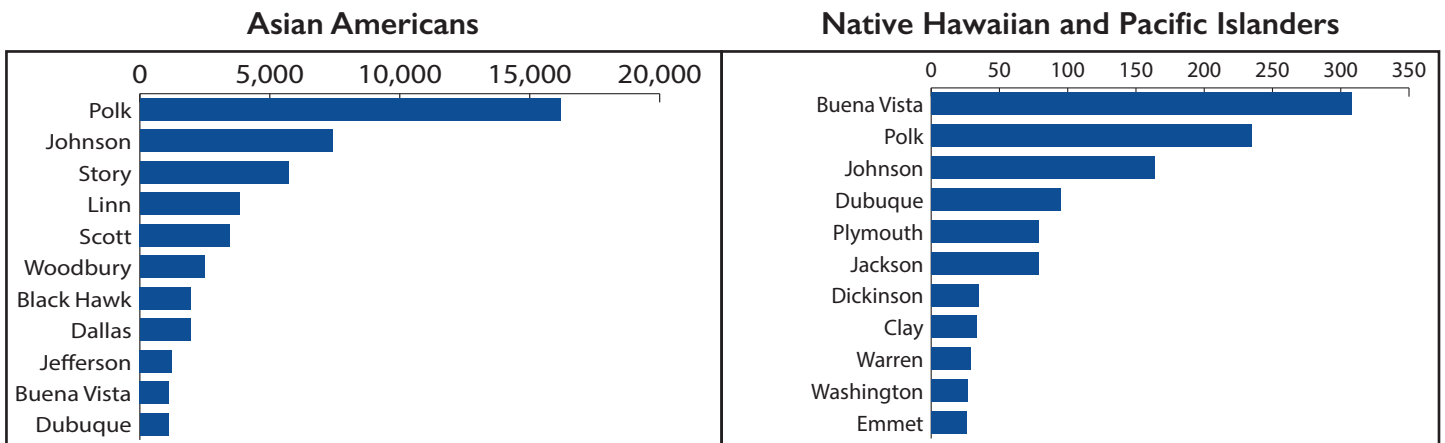 Asian Americans
0 5,000 10,000 15,000 20,000
Polk
Johnson
Story
Linn
Scott
Woodbury
Black Hawk
Dallas
Jefferson
Buena Vista
Dubuque
Native Hawaiian and Pacific Islanders
0 50 100 150 200 250 300 350
Buena Vista
Polk
Johnson
Dubuque
Plymouth
Jackson
Dickinson
Clay
Warren
Washington
Emmet